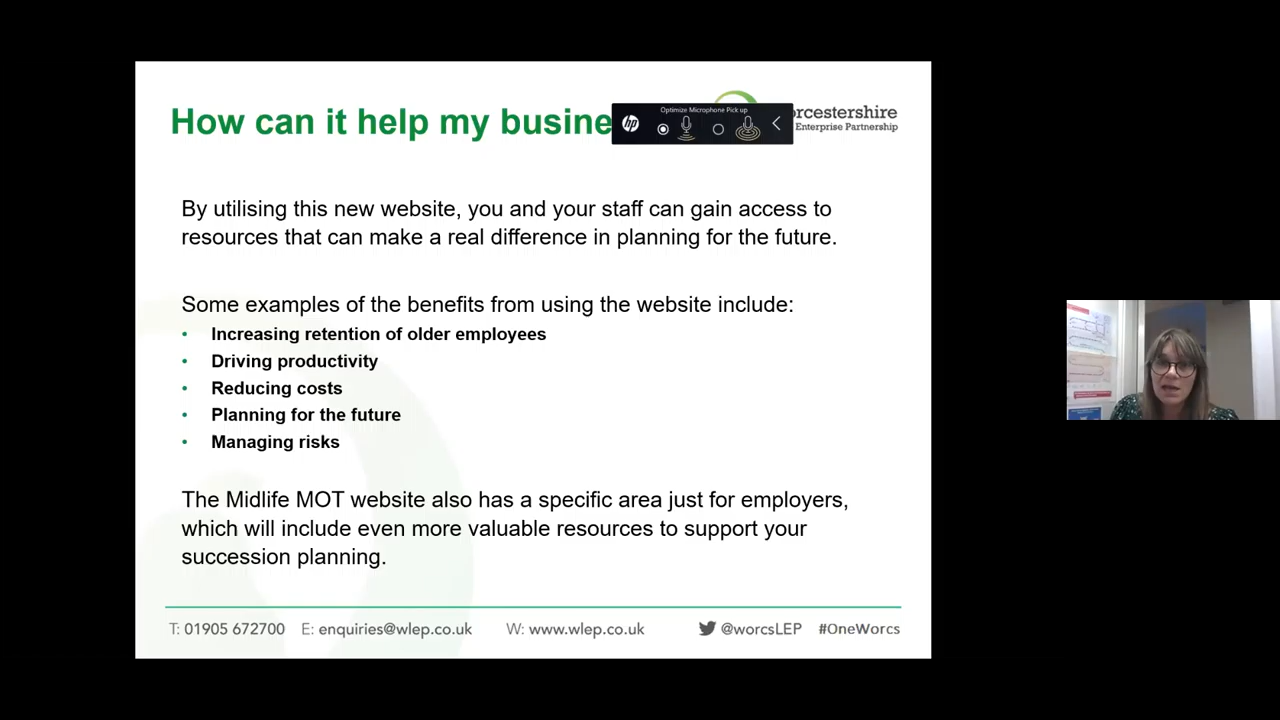 How can it help my busine
Optimize Microphone Pick up
hp
rcestershire
Enterprise Partnership
By utilising this new website, you and your staff can gain access to
resources that can make a real difference in planning for the future.
Some examples of the benefits from using the website include:
• Increasing retention of older employees
• Driving productivity
• Reducing costs
• Planning for the future
• Managing risks
The Midlife MOT website also has a specific area just for employers,
which will include even more valuable resources to support your
succession planning.
T: 01905 672700 E: enquiries@wlep.co.uk W: www.wlep.co.uk @worcsLEP #OneWorcs